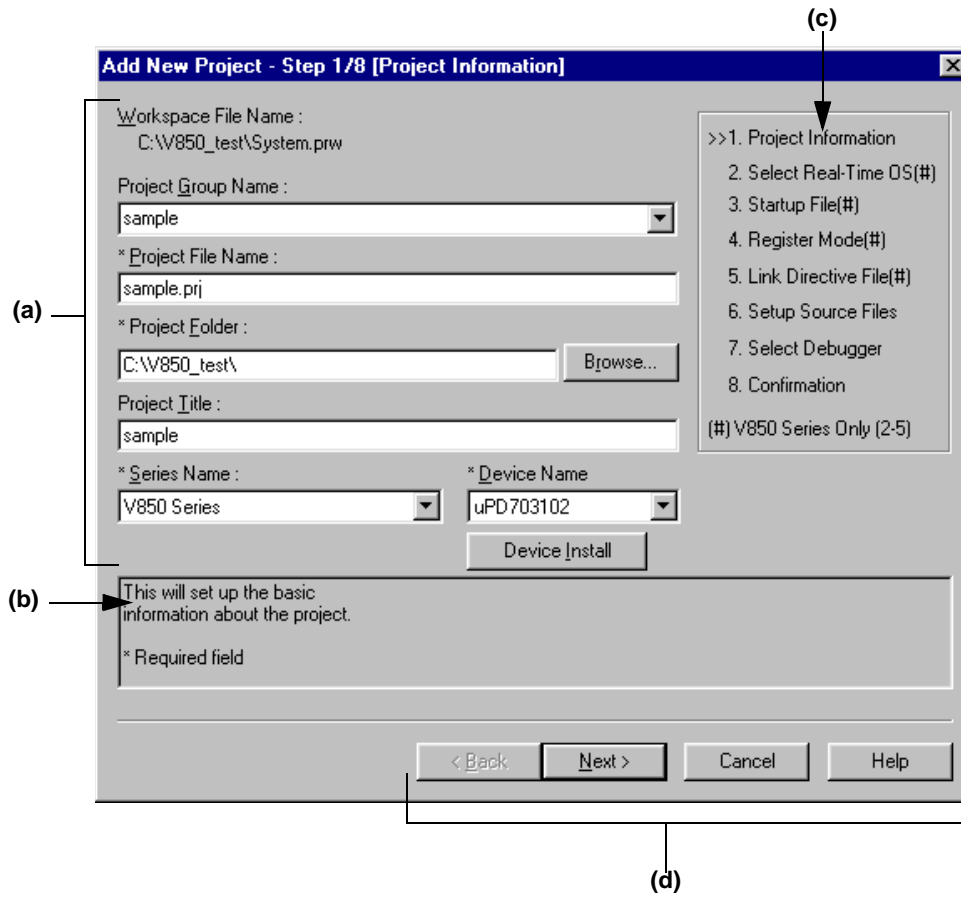 (c)
Add New Project - Step 1/8 [Project Information]
Workspace File Name :
C:\V850_test\System.prw
Project Group Name :
sample
* Project File Name :
sample.prj
* Project Folder :
C:\V850_test\
Browse...
Project Title :
sample
* Series Name :
* Device Name
V850 Series
uPD703102
Device Install
>>1. Project Information
2. Select Real-Time OS(#)
3. Startup File(#)
4. Register Mode(#)
5. Link Directive File(#)
6. Setup Source Files
7. Select Debugger
8. Confirmation
(#) V850 Series Only (2-5)
(a)
(b)
This will set up the basic
information about the project.
* Required field
< Back
Next >
Cancel
Help
(d)